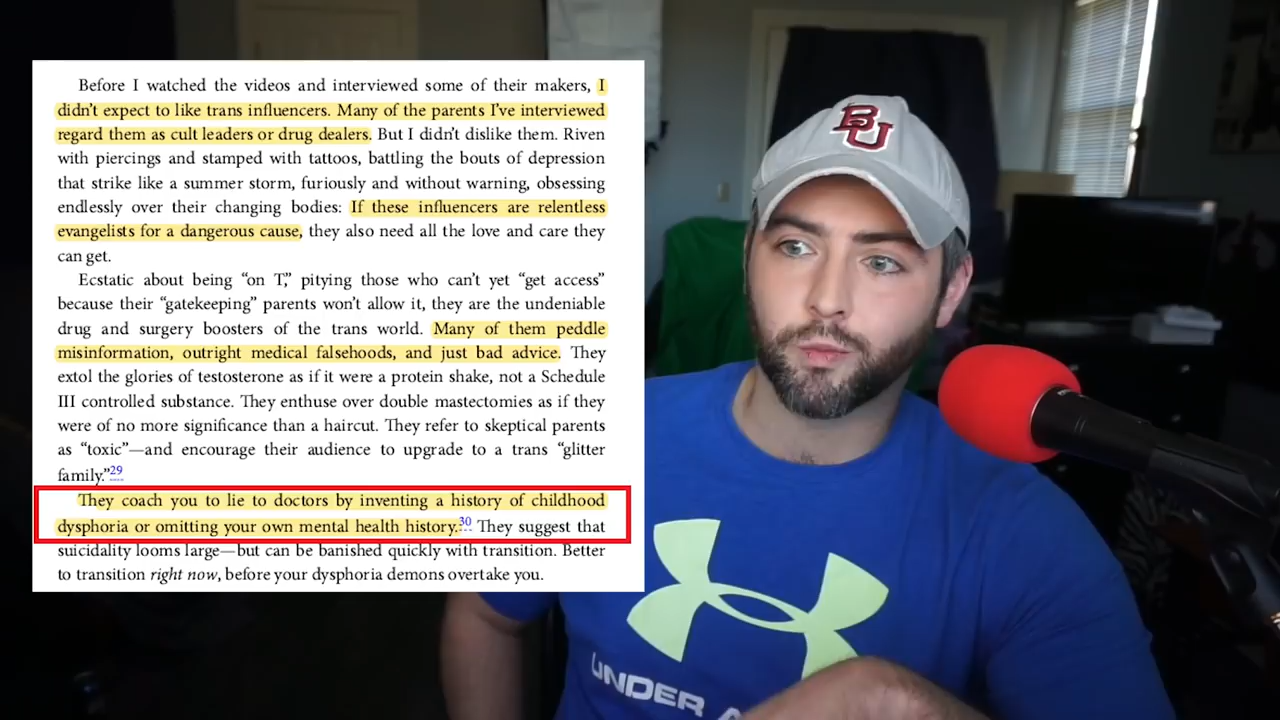 Before I watched the videos and interviewed some of their makers, I
didn’t expect to like trans influencers. Many of the parents I’ve interviewed
regard them as cult leaders or drug dealers. But I didn’t dislike them. Riven
with piercings and stamped with tattoos, battling the bouts of depression
that strike like a summer storm, furiously and without warning, obsessing
endlessly over their changing bodies: If these influencers are relentless
evangelists for a dangerous cause, they also need all the love and care they
can get.
Ecstatic about being “on T,” pitying those who can’t yet “get access”
because their “gatekeeping” parents won’t allow it, they are the undeniable
drug and surgery boosters of the trans world. Many of them peddle
misinformation, outright medical falsehoods, and just bad advice. They
extol the glories of testosterone as if it were a protein shake, not a Schedule
III controlled substance. They enthuse over double mastectomies as if they
were of no more significance than a haircut. They refer to skeptical parents
as “toxic”—and encourage their audience to upgrade to a trans “glitter
family.”29
They coach you to lie to doctors by inventing a history of childhood
dysphoria or omitting your own mental health history.30 They suggest that
suicidality looms large—but can be banished quickly with transition. Better
to transition right now, before your dysphoria demons overtake you.
BU
UNDER A